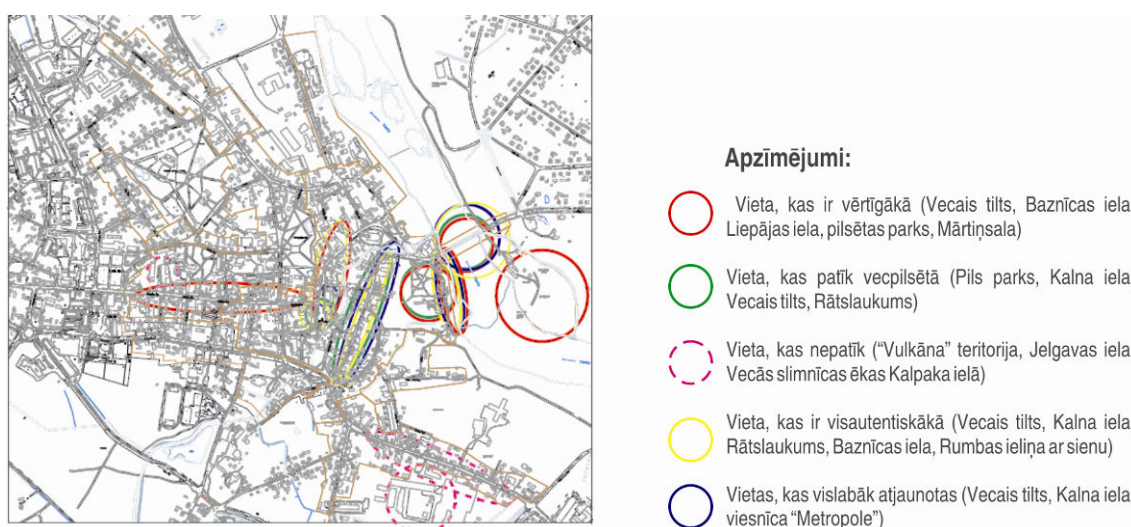 Apzīmējumi:
Vieta, kas ir vērtīgākā (Vecais tilts, Baznīcas iela
Liepājas iela, pilsētas parks, Mārtiņsala)
Vieta, kas patīk vecpilsētā (Pils parks, Kalna iela
Vecais tilts, Rātslaukums)
Vieta, kas nepatīk (“Vulkāna” teritorija, Jelgavas iela
Vecās slimnīcas ēkas Kalpaka ielā)
Vieta, kas ir visautentiskākā (Vecais tilts, Kalna iela
Rātslaukums, Baznīcas iela, Rumbas ieliņa ar sienu)
Vietas, kas vislabāk atjaunotas (Vecais tilts, Kalna iela
viesnīca “Metropole”)